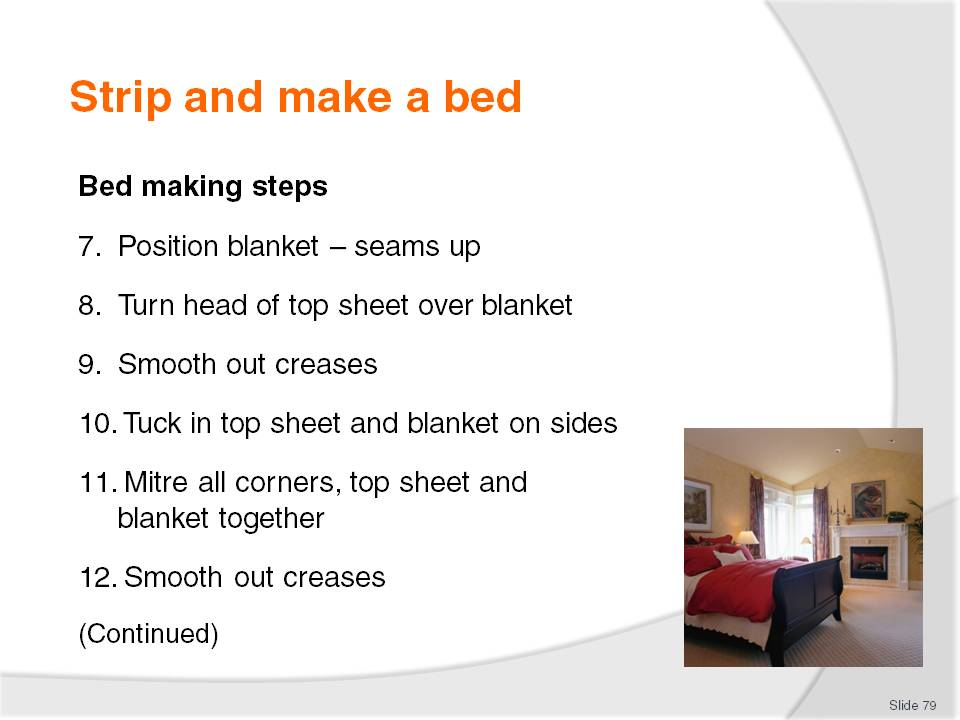 Strip and make a bed
Bed making steps
7. Position blanket – seams up
8. Turn head of top sheet over blanket
9. Smooth out creases
10. Tuck in top sheet and blanket on sides
11. Mitre all corners, top sheet and
blanket together
12. Smooth out creases
(Continued)
Slide 79